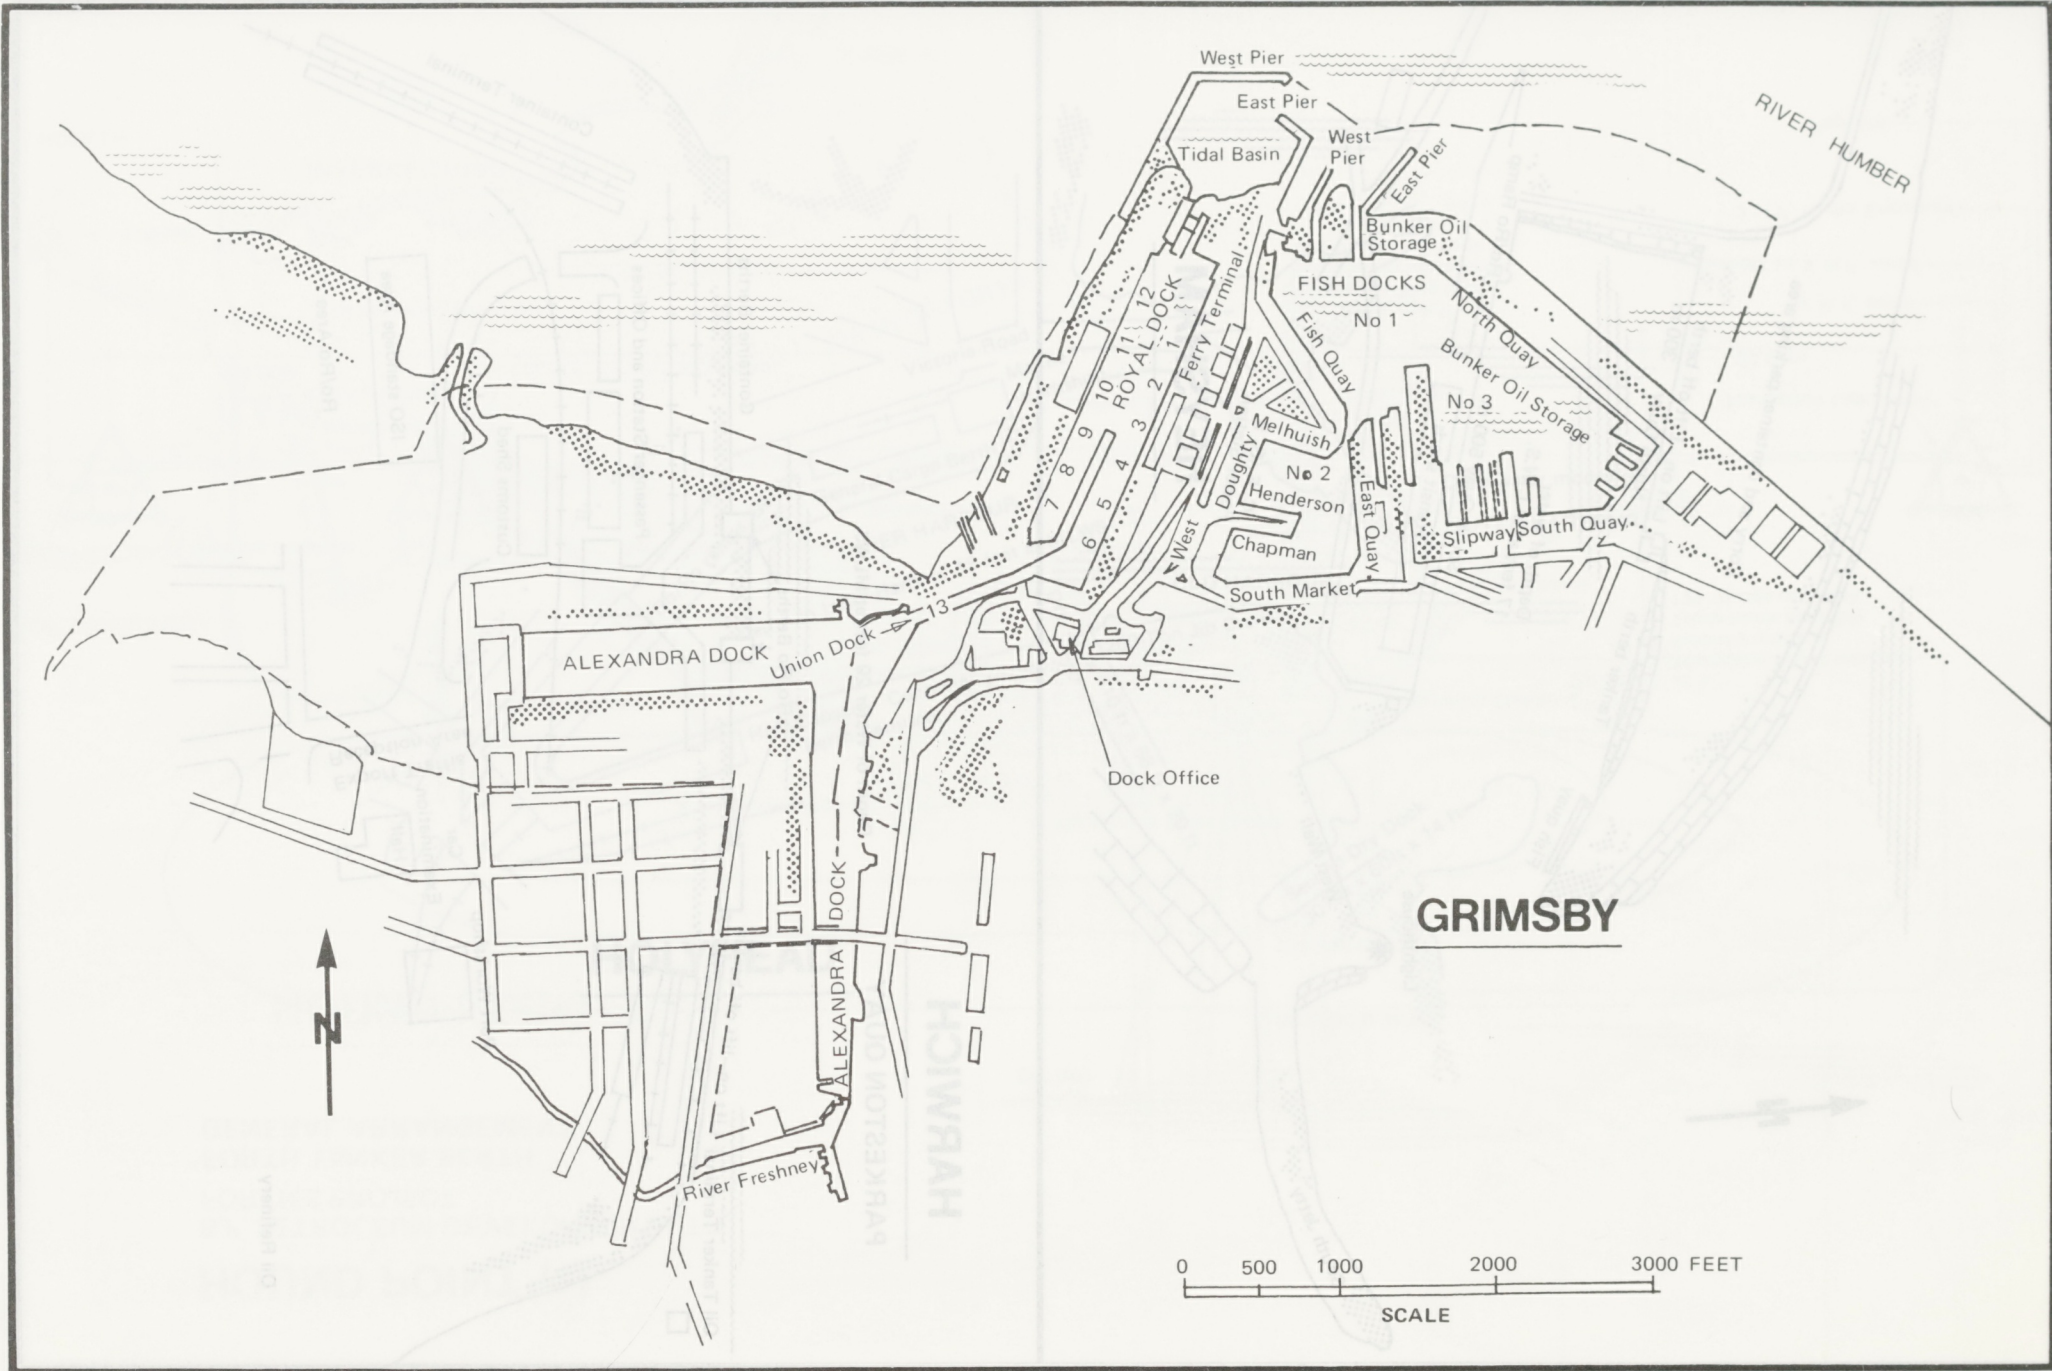 West Pier
East Pier
West
Pier
Tidal Basin
East Pier
RIVER HUMBER
Bunker Oil
Storage
FISH DOCKS
No 1
North Quay
Bunker Oil Storage
No 3
Fish Quay
Ferry Terminal
ROYAL DOCK
12
11
10
9
8
7
1
2
3
4
5
6
13
Melhuish
Doughty
No 2
Henderson
East Quay
West
Chapman
South Market
Slipway
South Quay
ALEXANDRA DOCK
Union Dock
Dock Office
ALEXANDRA DOCK
River Freshney
N
GRIMSBY
0 500 1000 2000 3000 FEET
SCALE
HARWICH
PARKESTON QUAY
Container Terminal
Oil Refinery
N